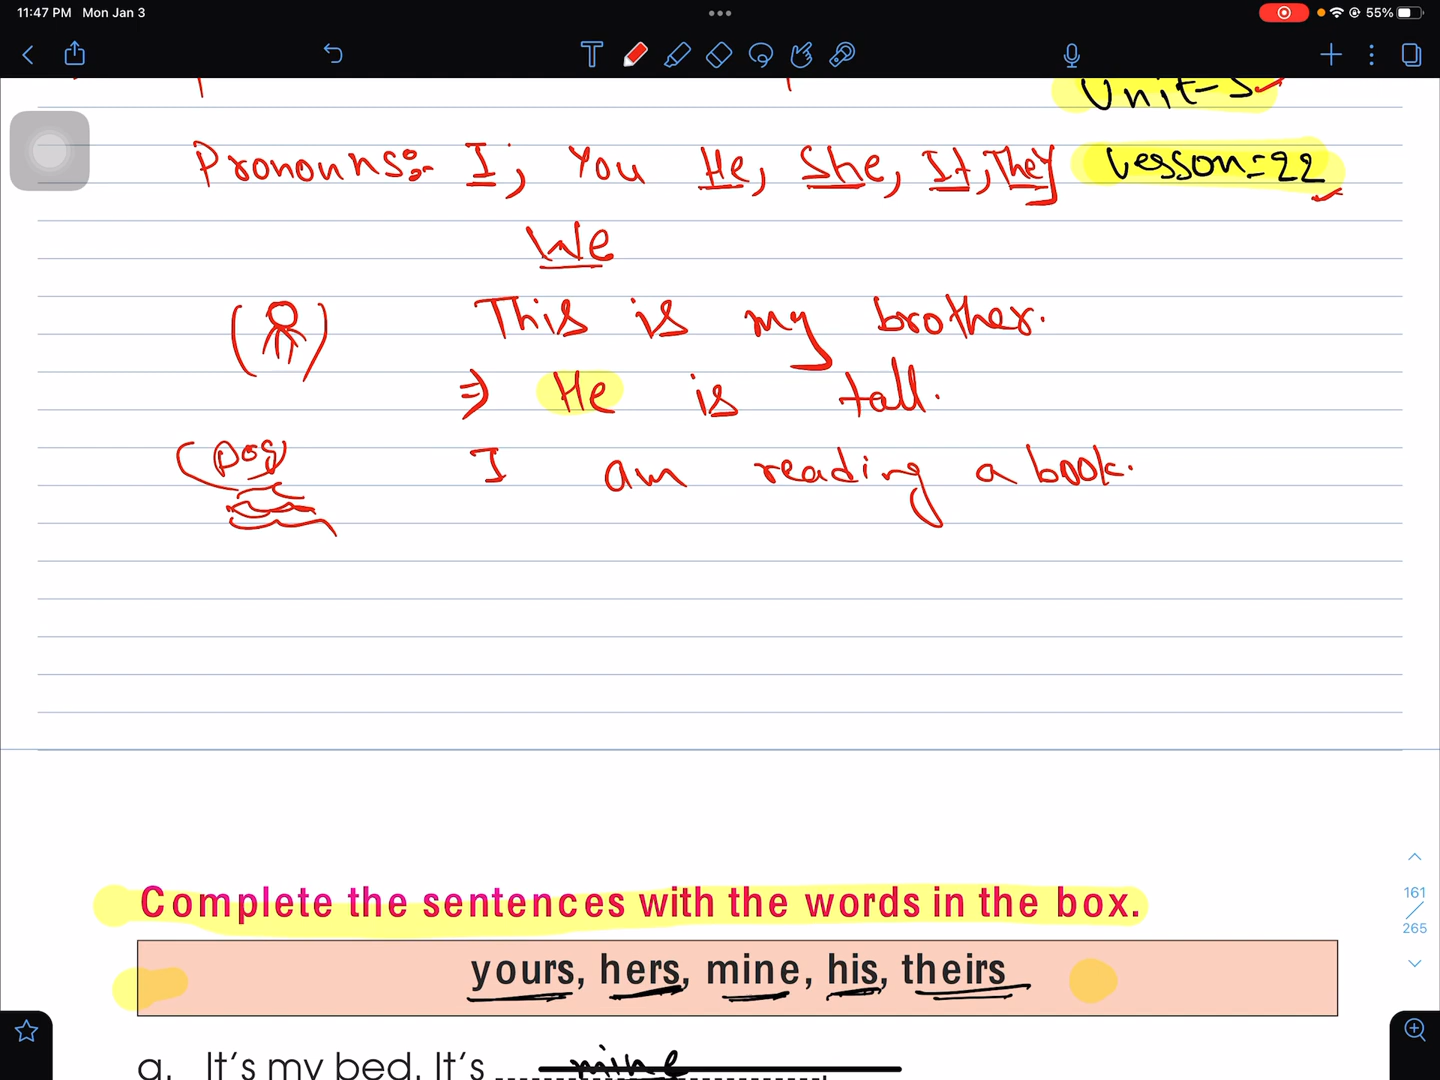 11:47 PM Mon Jan 3
55%
Unit-5
Pronouns:- I, You He, She, It, They
Lesson=22
We
This is my brother.
⇒ He is tall.
(Dog)
I am reading a book.
161
/
265
Complete the sentences with the words in the box.
yours, hers, mine, his, theirs
a. It's my bed. It's mine.